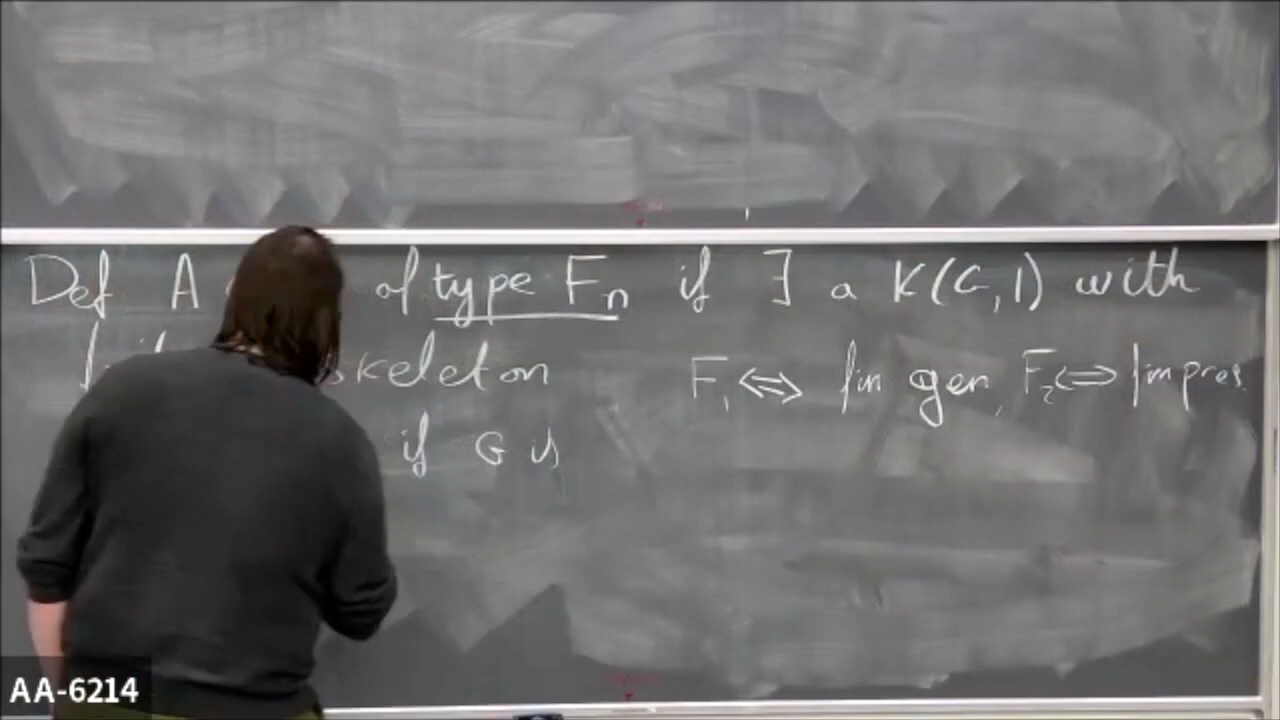 Def A of type Fn if ∃ a K(G,1) with
skeleton F₁ ⟺ fin gen, F₂ ⟺ fin pres.
if G is
AA-6214